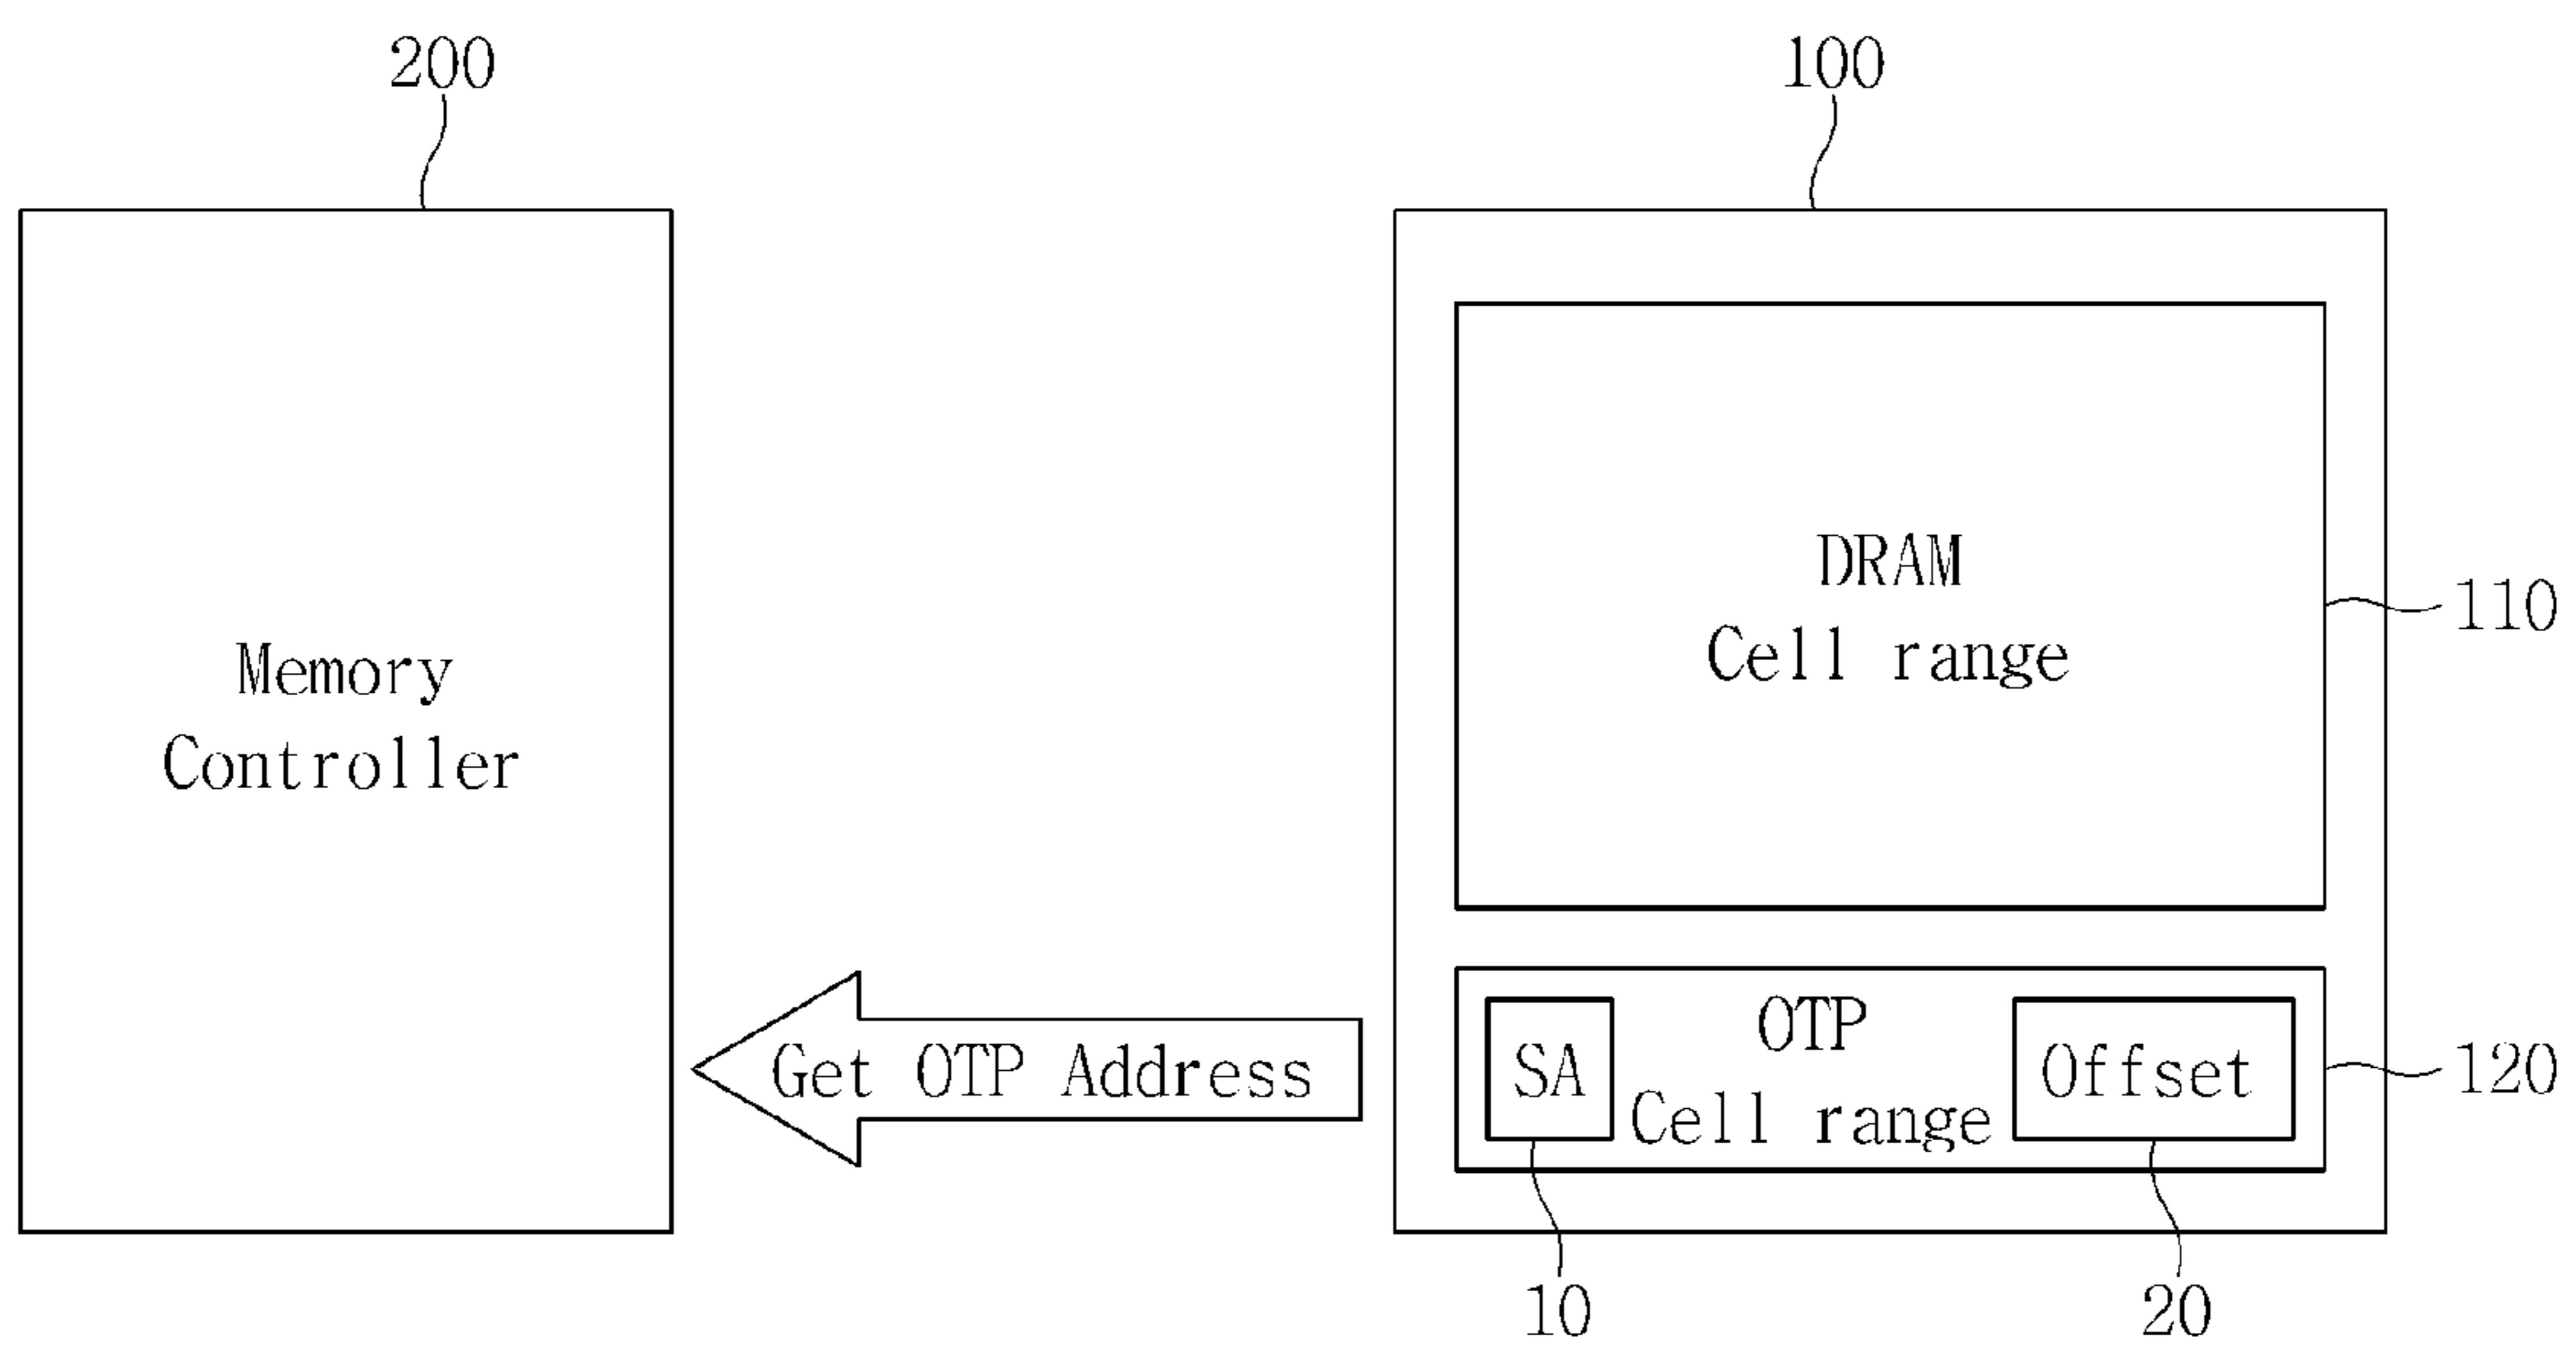 200
100
DRAM
Cell range
110
Memory
Controller
Get OTP Address
SA
OTP
Cell range
Offset
120
10
20